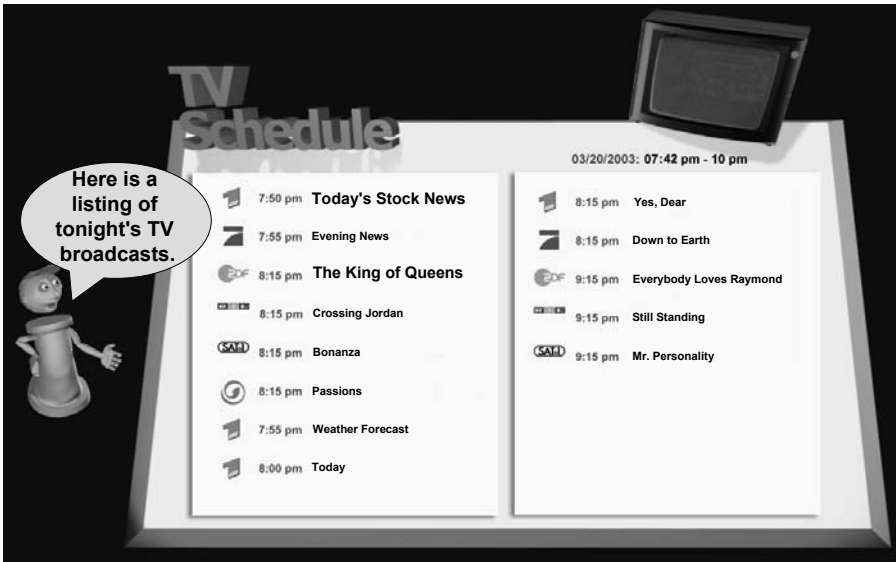 TV
Schedule
03/20/2003: 07:42 pm - 10 pm
Here is a
listing of
tonight's TV
broadcasts.
7:50 pm Today's Stock News
7:55 pm Evening News
ZDF 8:15 pm The King of Queens
8:15 pm Crossing Jordan
SAT.1 8:15 pm Bonanza
8:15 pm Passions
7:55 pm Weather Forecast
8:00 pm Today
8:15 pm Yes, Dear
8:15 pm Down to Earth
ZDF 9:15 pm Everybody Loves Raymond
9:15 pm Still Standing
SAT.1 9:15 pm Mr. Personality